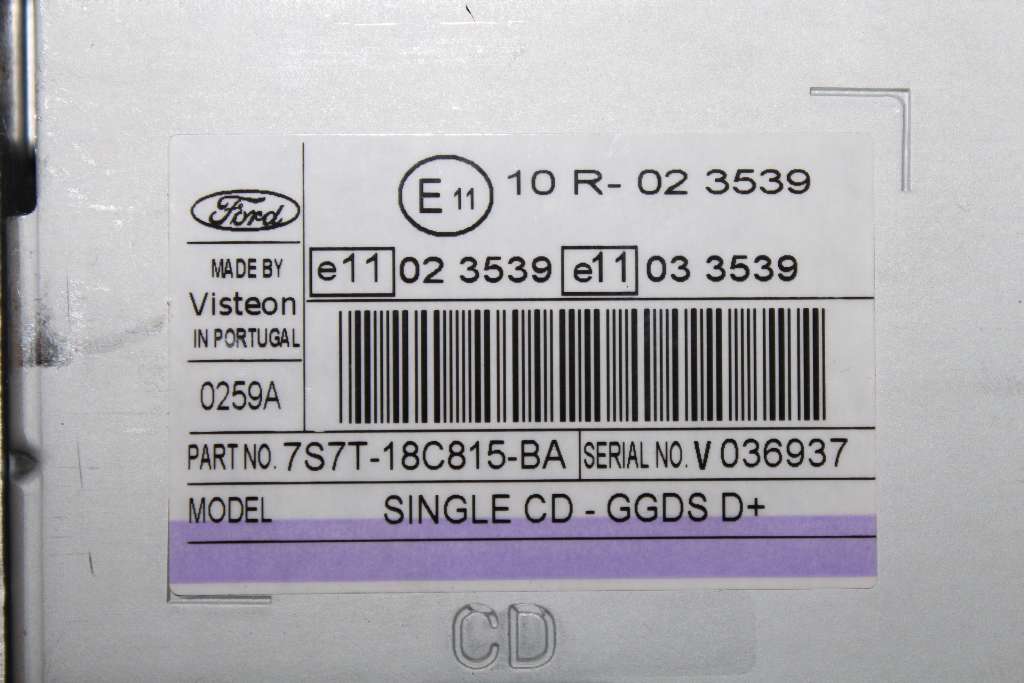 Ford
MADE BY
Visteon
IN PORTUGAL
0259A
E 11 10 R- 02 3539
e11 02 3539 e11 03 3539
PART NO. 7S7T-18C815-BA SERIAL NO. V 036937
MODEL SINGLE CD - GGDS D+
CD